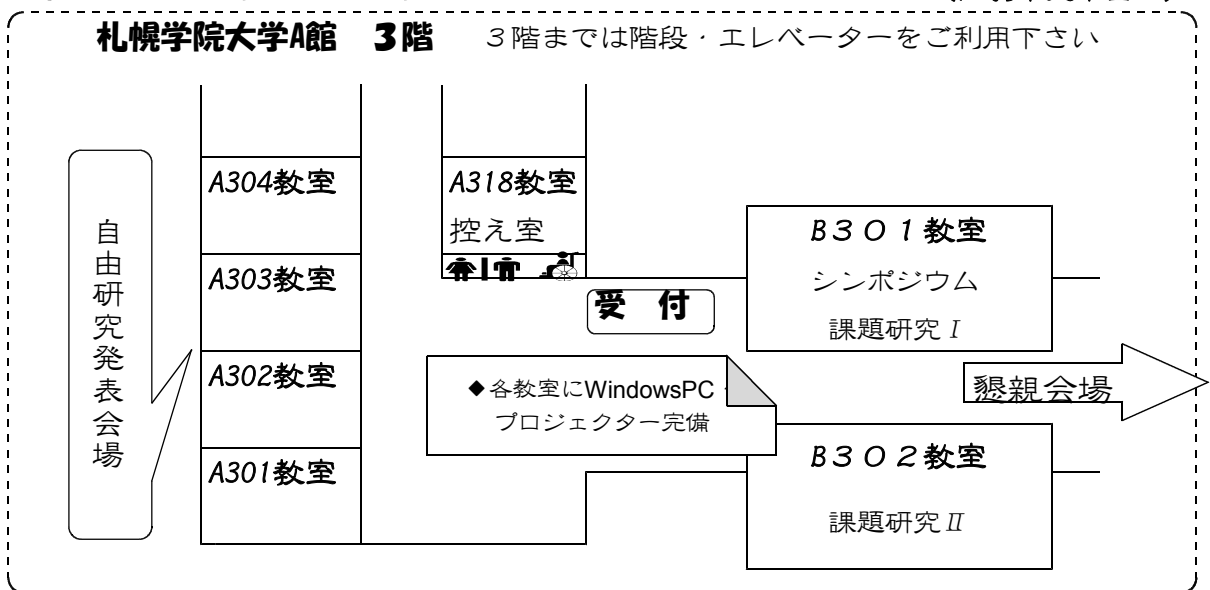 札幌学院大学A館　３階　３階までは階段・エレベーターをご利用下さい
自由研究発表会場
A304教室
A303教室
A302教室
A301教室
A318教室
控え室
受　付
◆各教室にWindowsPC・
プロジェクター完備
B３０１教室
シンポジウム
課題研究Ⅰ
懇親会場
B３０２教室
課題研究Ⅱ